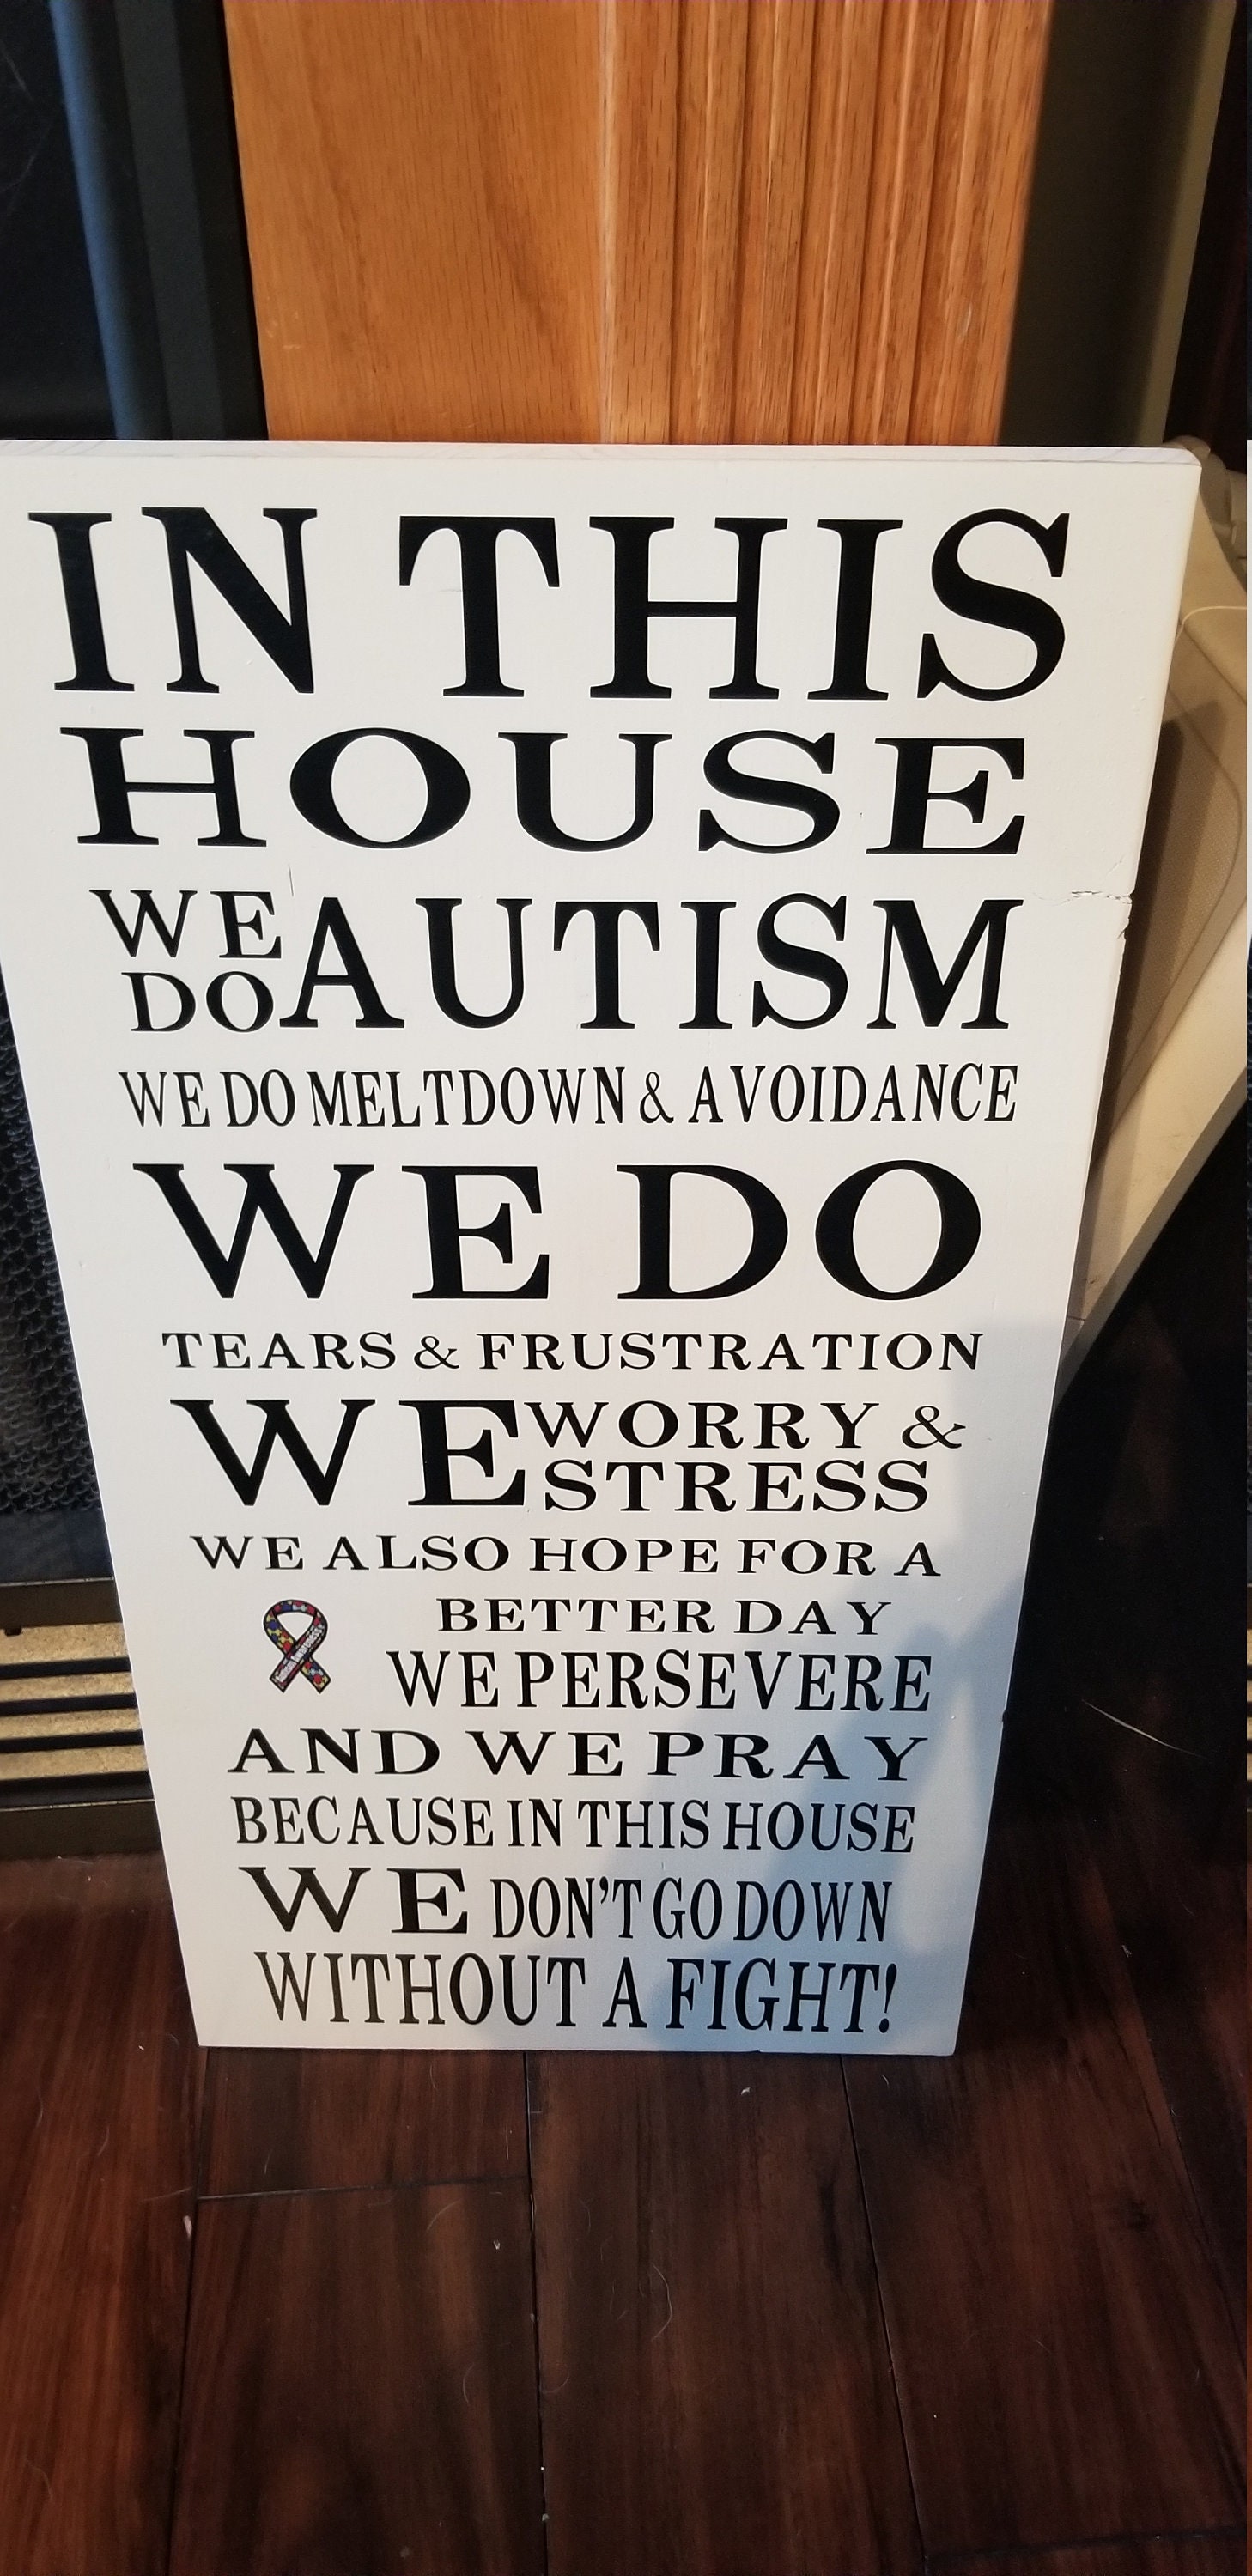 IN THIS
HOUSE
WE DO AUTISM
WE DO MELTDOWN & AVOIDANCE
WE DO
TEARS & FRUSTRATION
WE WORRY & STRESS
WE ALSO HOPE FOR A
BETTER DAY
WE PERSEVERE
AND WE PRAY
BECAUSE IN THIS HOUSE
WE DON'T GO DOWN
WITHOUT A FIGHT!